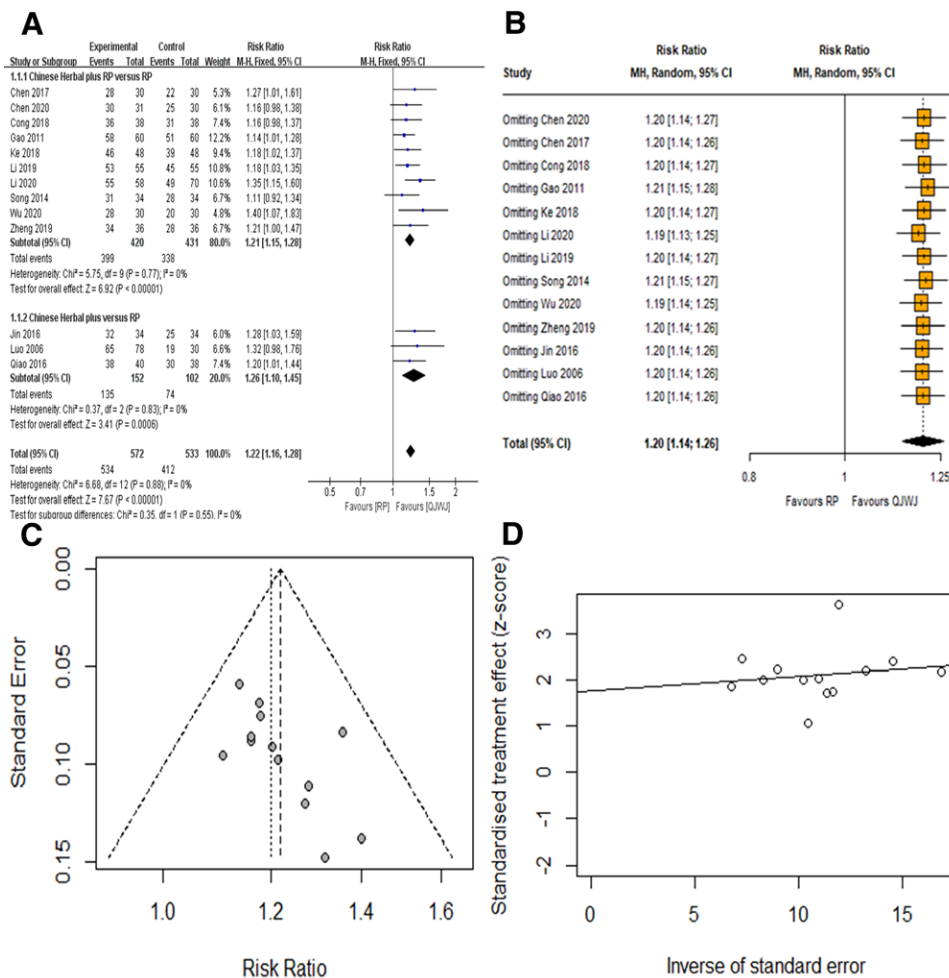 A
Experimental Control Risk Ratio Risk Ratio
Study or Subgroup Events Total Events Total Weight M-H, Fixed, 95% CI M-H, Fixed, 95% CI
1.1.1 Chinese Herbal plus RP versus RP
Chen 2017 28 30 22 30 5.3% 1.27 [1.01, 1.61]
Chen 2020 30 31 25 30 6.1% 1.16 [0.98, 1.38]
Cong 2018 36 38 31 38 7.4% 1.16 [0.98, 1.37]
Gao 2011 58 60 51 60 12.2% 1.14 [1.01, 1.28]
Ke 2018 46 48 39 48 9.4% 1.18 [1.02, 1.37]
Li 2019 53 55 45 55 10.8% 1.18 [1.03, 1.35]
Li 2020 55 58 49 70 10.6% 1.35 [1.15, 1.60]
Song 2014 31 34 28 34 6.7% 1.11 [0.92, 1.34]
Wu 2020 28 30 20 30 4.8% 1.40 [1.07, 1.83]
Zheng 2019 34 36 28 36 6.7% 1.21 [1.00, 1.47]
Subtotal (95% CI) 420 431 80.0% 1.21 [1.15, 1.28]
Total events 399 338
Heterogeneity: Chi² = 5.75, df = 9 (P = 0.77); I² = 0%
Test for overall effect: Z = 6.92 (P < 0.00001)
1.1.2 Chinese Herbal plus versus RP
Jin 2016 32 34 25 34 6.0% 1.28 [1.03, 1.59]
Luo 2006 65 78 19 30 6.6% 1.32 [0.98, 1.76]
Qiao 2016 38 40 30 38 7.4% 1.20 [1.01, 1.44]
Subtotal (95% CI) 152 102 20.0% 1.26 [1.10, 1.45]
Total events 135 74
Heterogeneity: Chi² = 0.37, df = 2 (P = 0.83); I² = 0%
Test for overall effect: Z = 3.41 (P = 0.0006)
Total (95% CI) 572 533 100.0% 1.22 [1.16, 1.28]
Total events 534 412
Heterogeneity: Chi² = 6.68, df = 12 (P = 0.88); I² = 0%
Test for overall effect: Z = 7.67 (P < 0.00001)
Test for subgroup differences: Chi² = 0.35, df = 1 (P = 0.55), I² = 0%
0.5 0.7 1 1.5 2
Favours [RP] Favours [QJWJ]
B
Risk Ratio Risk Ratio
Study MH, Random, 95% CI MH, Random, 95% CI
Omitting Chen 2020 1.20 [1.14; 1.27]
Omitting Chen 2017 1.20 [1.14; 1.26]
Omitting Cong 2018 1.20 [1.14; 1.27]
Omitting Gao 2011 1.21 [1.15; 1.28]
Omitting Ke 2018 1.20 [1.14; 1.27]
Omitting Li 2020 1.19 [1.13; 1.25]
Omitting Li 2019 1.20 [1.14; 1.27]
Omitting Song 2014 1.21 [1.15; 1.27]
Omitting Wu 2020 1.19 [1.14; 1.25]
Omitting Zheng 2019 1.20 [1.14; 1.26]
Omitting Jin 2016 1.20 [1.14; 1.26]
Omitting Luo 2006 1.20 [1.14; 1.26]
Omitting Qiao 2016 1.20 [1.14; 1.26]
Total (95% CI) 1.20 [1.14; 1.26]
0.8 1 1.25
Favours RP Favours QJWJ
C
Standard Error
0.00
0.05
0.10
0.15
1.0 1.2 1.4 1.6
Risk Ratio
D
Standardised treatment effect (z-score)
3
2
1
0
-1
-2
0 5 10 15
Inverse of standard error